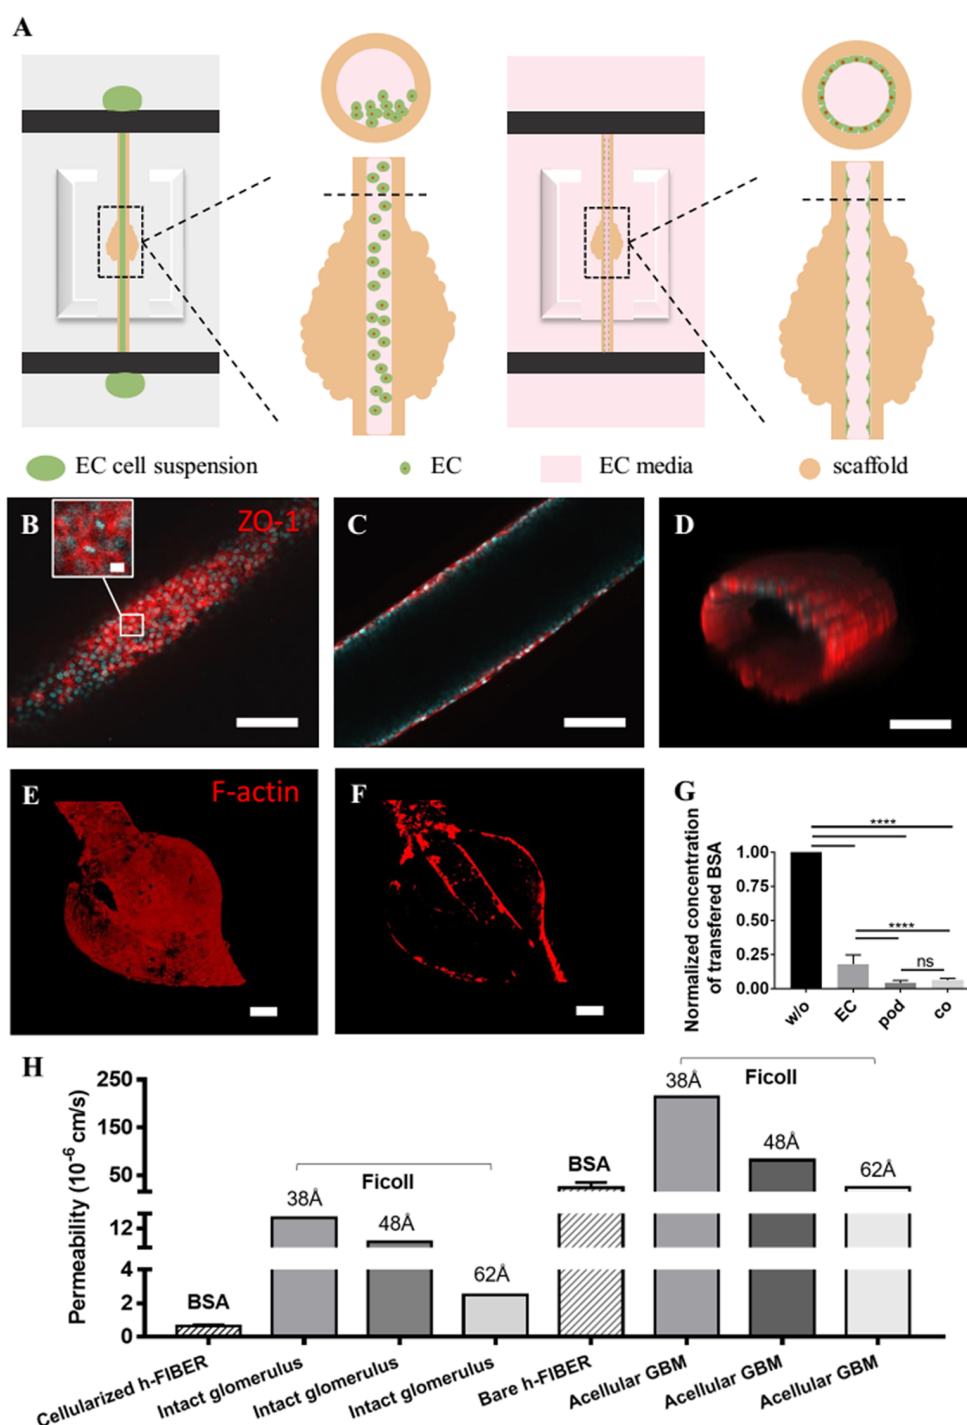 A
EC cell suspension
EC
EC media
scaffold
B
ZO-1
C
D
E
F-actin
F
G
Normalized concentration
of transfered BSA
1.00
0.75
0.50
0.25
0.00
****
****
ns
w/o
EC
pod
co
H
Permeability (10⁻⁶ cm/s)
250
150
50
12
4
2
0
BSA
38Å
Ficoll
48Å
62Å
BSA
38Å
Ficoll
48Å
62Å
Cellularized h-FIBER
Intact glomerulus
Intact glomerulus
Intact glomerulus
Bare h-FIBER
Acellular GBM
Acellular GBM
Acellular GBM